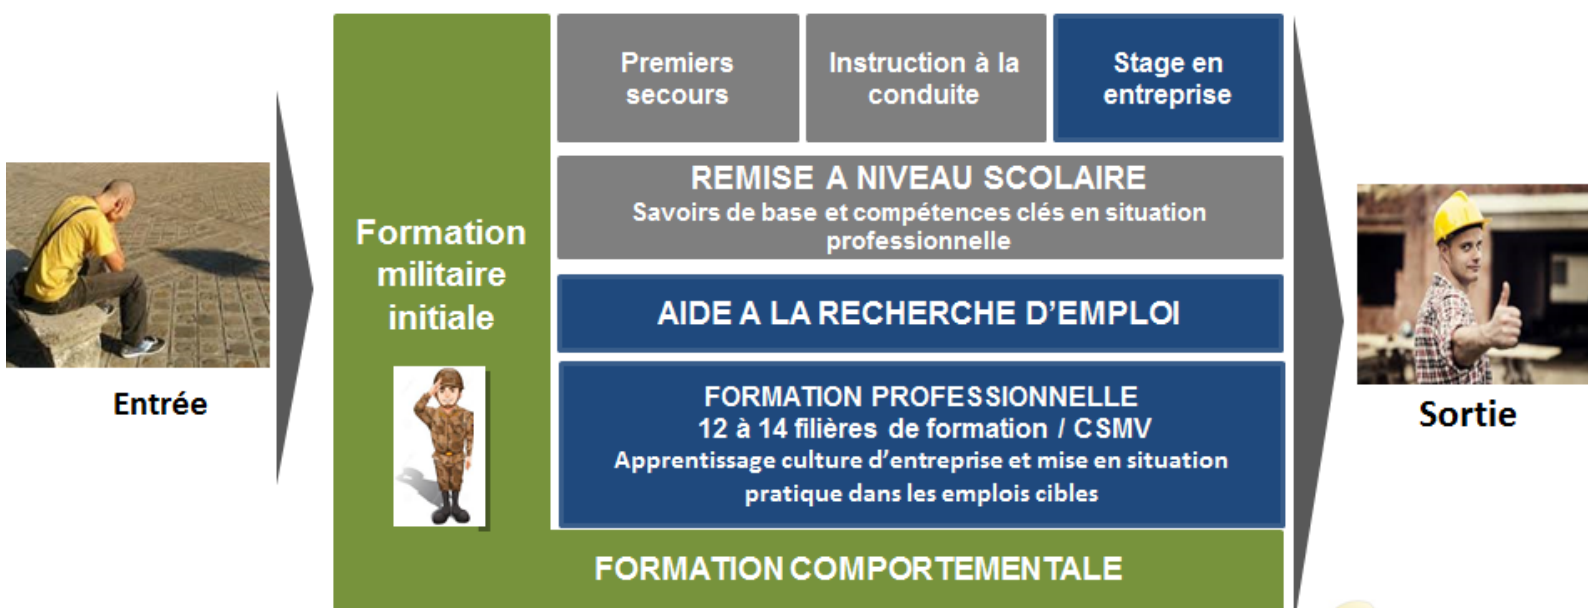 Entrée
Formation
militaire
initiale
Premiers
secours
Instruction à la
conduite
Stage en
entreprise
REMISE A NIVEAU SCOLAIRE
Savoirs de base et compétences clés en situation
professionnelle
AIDE A LA RECHERCHE D’EMPLOI
FORMATION PROFESSIONNELLE
12 à 14 filières de formation / CSMV
Apprentissage culture d’entreprise et mise en situation
pratique dans les emplois cibles
FORMATION COMPORTEMENTALE
Sortie